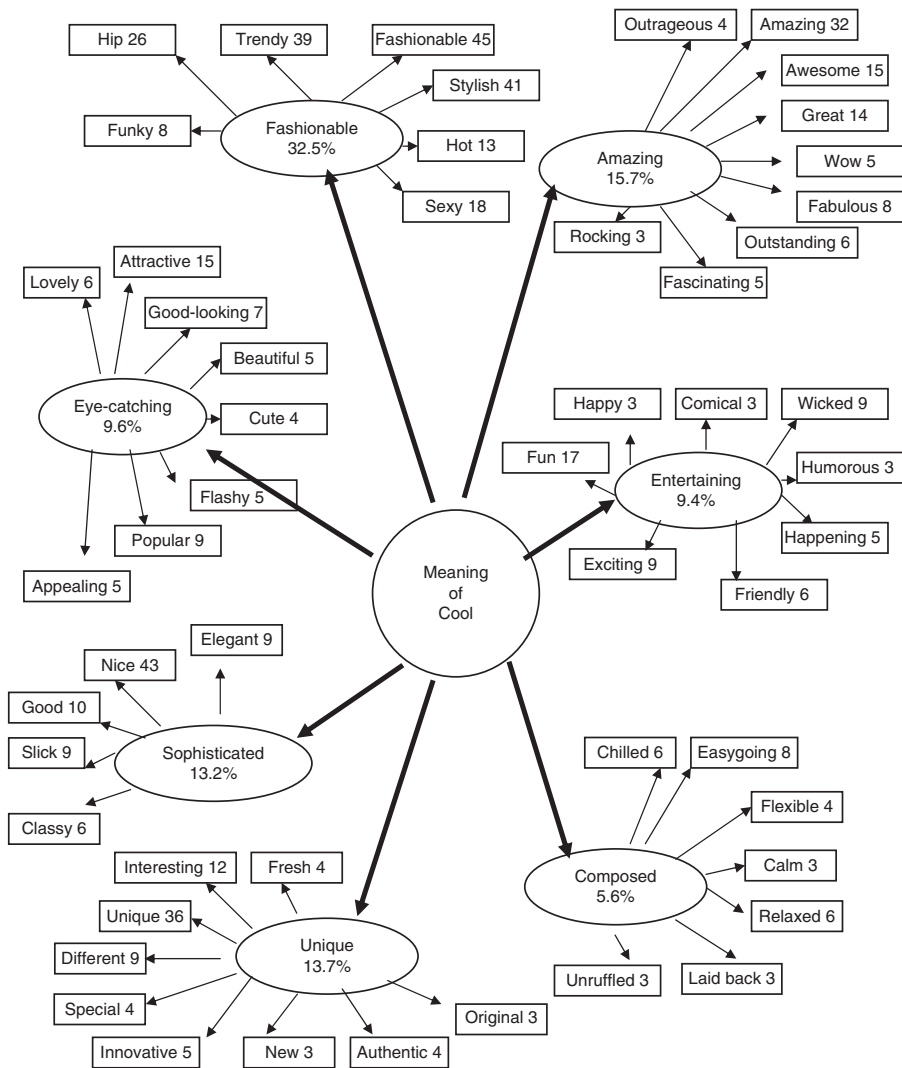 Hip 26
Trendy 39
Fashionable 45
Stylish 41
Funky 8
Fashionable
32.5%
Hot 13
Sexy 18
Outrageous 4
Amazing 32
Awesome 15
Great 14
Amazing
15.7%
Wow 5
Fabulous 8
Rocking 3
Outstanding 6
Fascinating 5
Lovely 6
Attractive 15
Good-looking 7
Beautiful 5
Eye-catching
9.6%
Cute 4
Flashy 5
Popular 9
Appealing 5
Happy 3
Comical 3
Wicked 9
Fun 17
Entertaining
9.4%
Humorous 3
Happening 5
Exciting 9
Friendly 6
Meaning
of
Cool
Elegant 9
Nice 43
Good 10
Slick 9
Sophisticated
13.2%
Classy 6
Chilled 6
Easygoing 8
Flexible 4
Composed
5.6%
Calm 3
Relaxed 6
Unruffled 3
Laid back 3
Interesting 12
Fresh 4
Unique 36
Different 9
Unique
13.7%
Special 4
Original 3
Innovative 5
New 3
Authentic 4